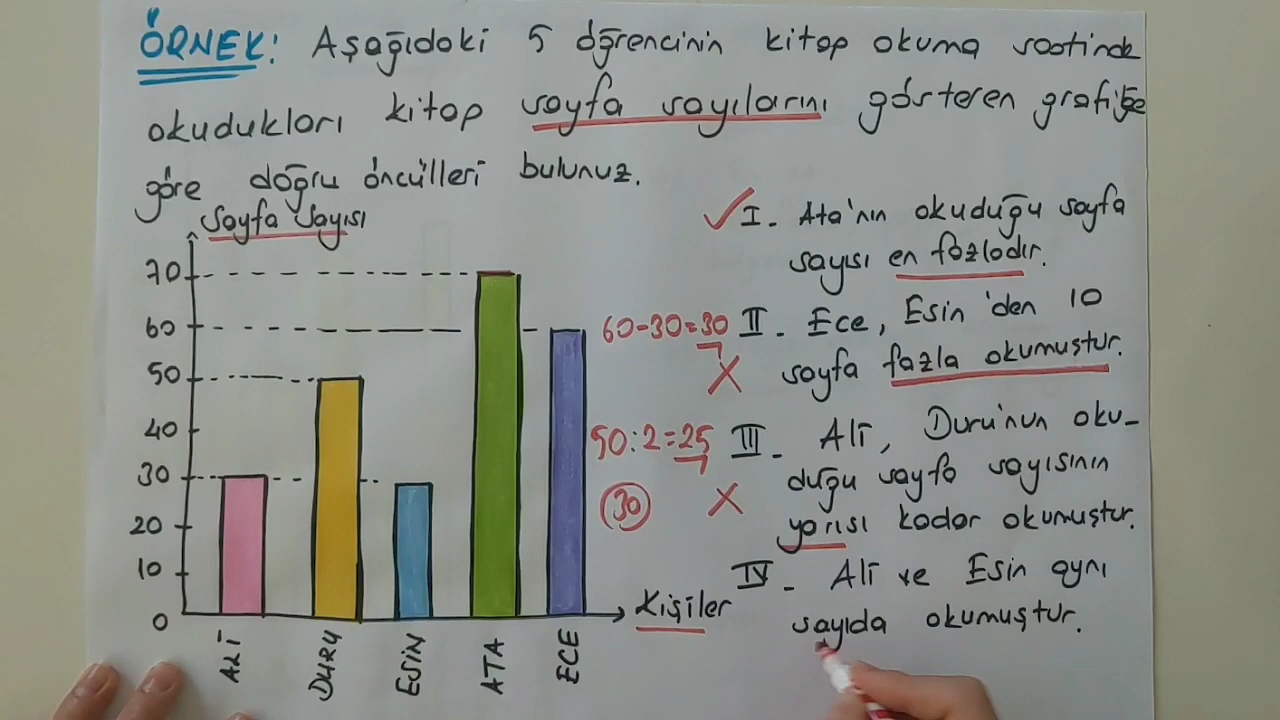 ÖRNEK: Aşağıdaki 5 öğrencinin kitap okuma saatinde
okudukları kitap sayfa sayılarını gösteren grafiğe
göre doğru öncülleri bulunuz.
Sayfa Sayısı
70
60
50
40
30
20
10
0
ALİ
DURU
ESİN
ATA
ECE
Kişiler
✓ I. Ata'nın okuduğu sayfa
sayısı en fazladır.
60-30=30 II. Ece, Esin'den 10
X sayfa fazla okumuştur.
50:2=25 III. Ali, Duru'nun oku-
30 X duğu sayfa sayısının
yarısı kadar okumuştur.
IV. Ali ve Esin aynı
sayıda okumuştur.